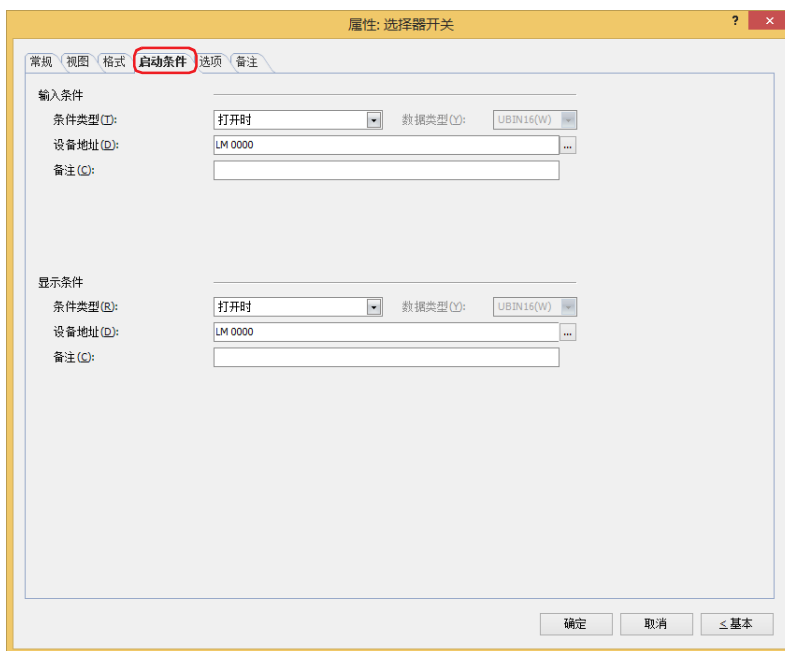 属性: 选择器开关 ? ×
常规 视图 格式 启动条件 选项 备注
输入条件
条件类型(T): 打开时 数据类型(Y): UBIN16(W)
设备地址(D): LM 0000 ...
备注(C):
显示条件
条件类型(R): 打开时 数据类型(Y): UBIN16(W)
设备地址(D): LM 0000 ...
备注(C):
确定 取消 ≤基本